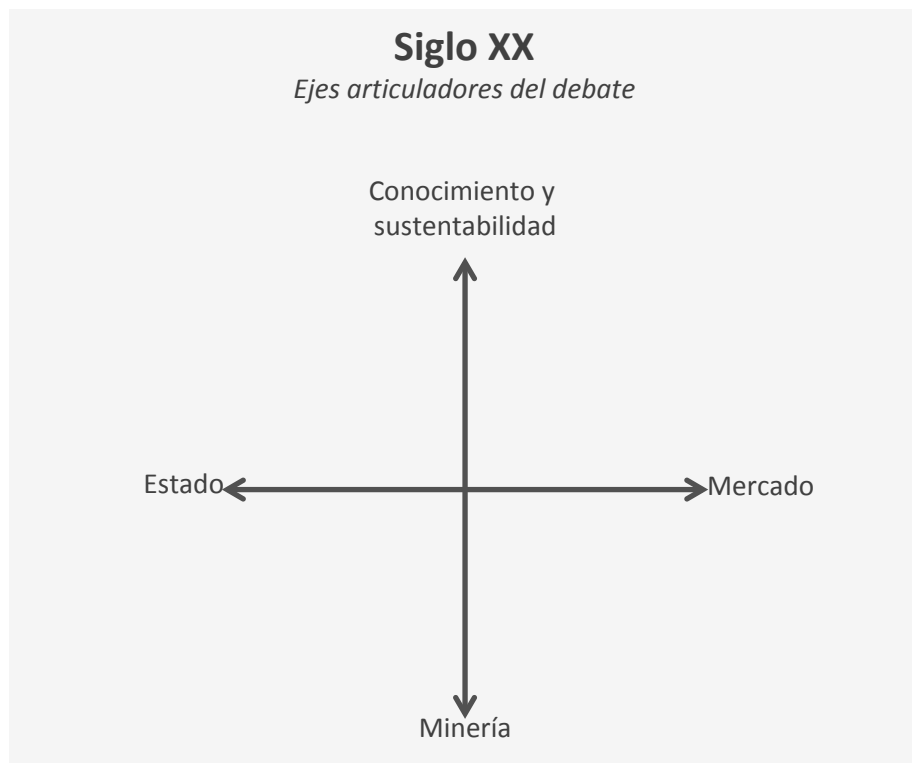 Siglo XX
Ejes articuladores del debate
Conocimiento y
sustentabilidad
Estado
Mercado
Minería